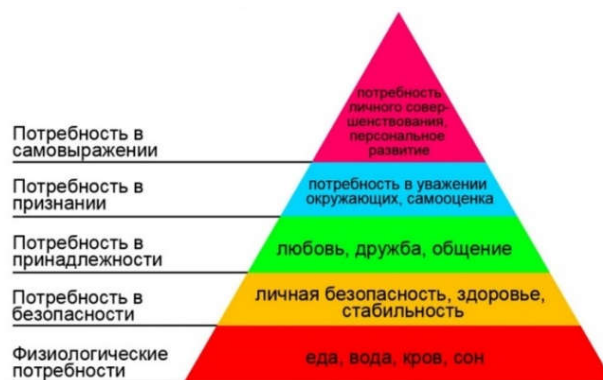 потребность
личного совер-
шенствования,
персональное
развитие
Потребность в
самовыражении
потребность в уважении
окружающих, самооценка
Потребность в
признании
любовь, дружба, общение
Потребность в
принадлежности
личная безопасность, здоровье,
стабильность
Потребность в
безопасности
еда, вода, кров, сон
Физиологические
потребности